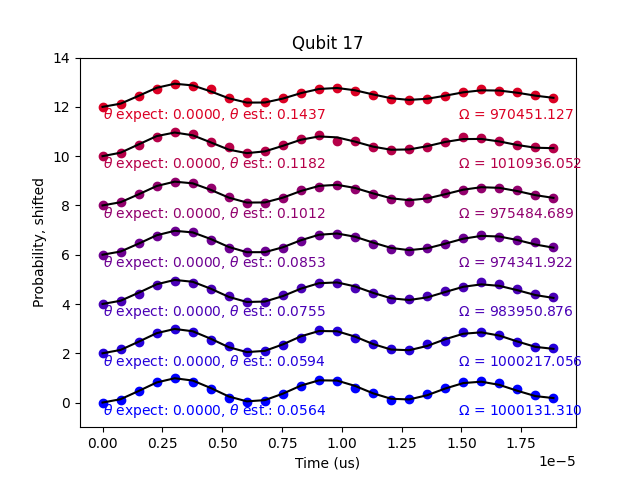 Qubit 17
14
12
θ expect: 0.0000, θ est.: 0.1437 Ω = 970451.127
10
θ expect: 0.0000, θ est.: 0.1182 Ω = 1010936.052
8
θ expect: 0.0000, θ est.: 0.1012 Ω = 975484.689
6
θ expect: 0.0000, θ est.: 0.0853 Ω = 974341.922
4
θ expect: 0.0000, θ est.: 0.0755 Ω = 983950.876
2
θ expect: 0.0000, θ est.: 0.0594 Ω = 1000217.056
0
θ expect: 0.0000, θ est.: 0.0564 Ω = 1000131.310
Probability, shifted
0.00 0.25 0.50 0.75 1.00 1.25 1.50 1.75
Time (us)
1e−5